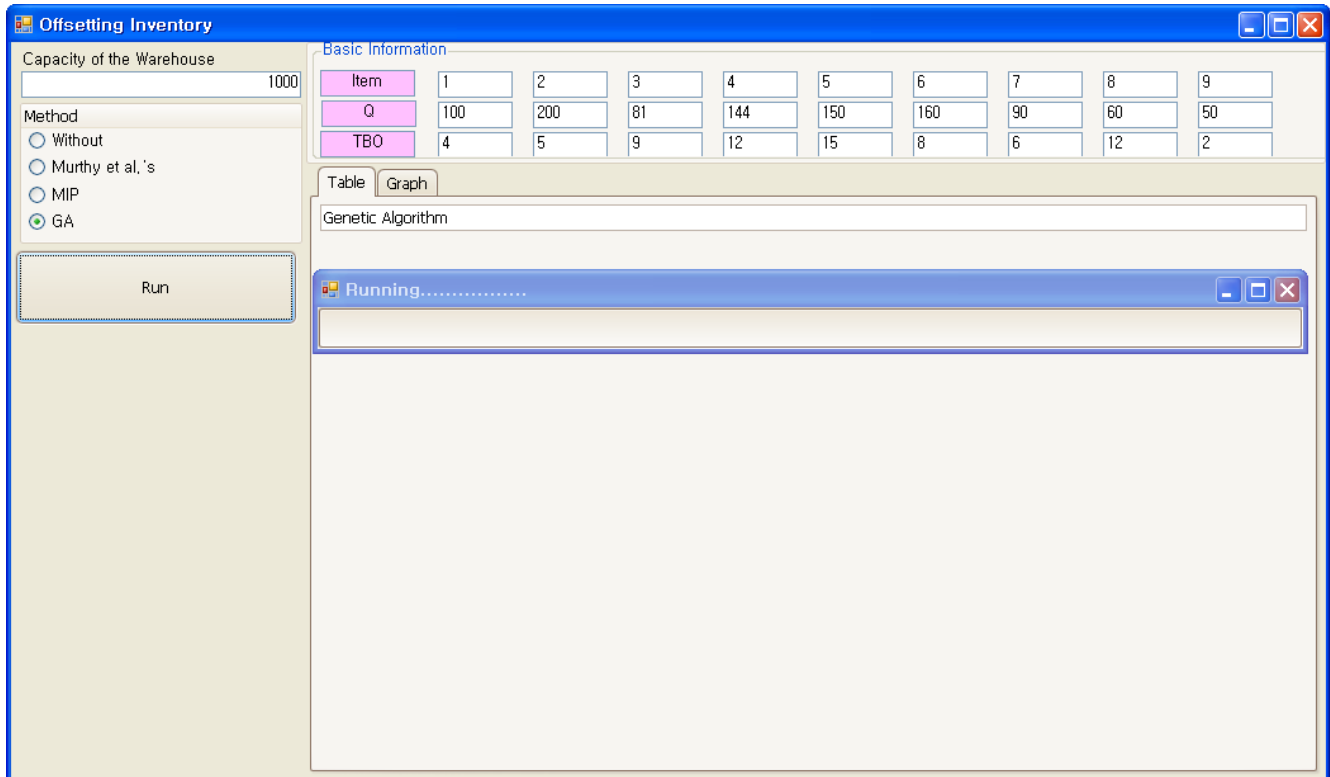 Offsetting Inventory
Capacity of the Warehouse
1000
Method
Without
Murthy et al,'s
MIP
GA
Run
Basic Information
Item 1 2 3 4 5 6 7 8 9
Q 100 200 81 144 150 160 90 60 50
TBO 4 5 9 12 15 8 6 12 2
Table Graph
Genetic Algorithm
Running.................